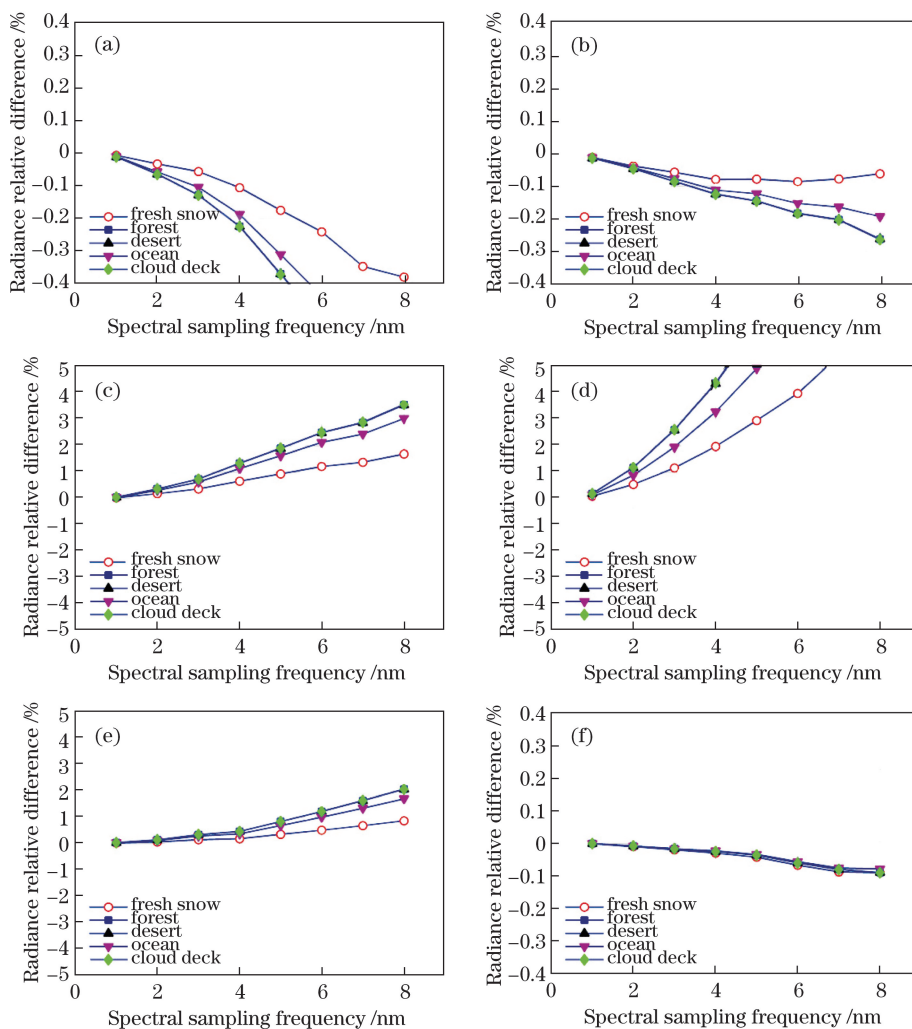 (a)
Radiance relative difference /%
0.4
0.3
0.2
0.1
0
−0.1
−0.2
−0.3
−0.4
fresh snow
forest
desert
ocean
cloud deck
0 2 4 6 8
Spectral sampling frequency /nm
(b)
Radiance relative difference /%
0.4
0.3
0.2
0.1
0
−0.1
−0.2
−0.3
−0.4
fresh snow
forest
desert
ocean
cloud deck
0 2 4 6 8
Spectral sampling frequency /nm
(c)
Radiance relative difference /%
5
4
3
2
1
0
−1
−2
−3
−4
−5
fresh snow
forest
desert
ocean
cloud deck
0 2 4 6 8
Spectral sampling frequency /nm
(d)
Radiance relative difference /%
5
4
3
2
1
0
−1
−2
−3
−4
−5
fresh snow
forest
desert
ocean
cloud deck
0 2 4 6 8
Spectral sampling frequency /nm
(e)
Radiance relative difference /%
5
4
3
2
1
0
−1
−2
−3
−4
−5
fresh snow
forest
desert
ocean
cloud deck
0 2 4 6 8
Spectral sampling frequency /nm
(f)
Radiance relative difference /%
0.4
0.3
0.2
0.1
0
−0.1
−0.2
−0.3
−0.4
fresh snow
forest
desert
ocean
cloud deck
0 2 4 6 8
Spectral sampling frequency /nm